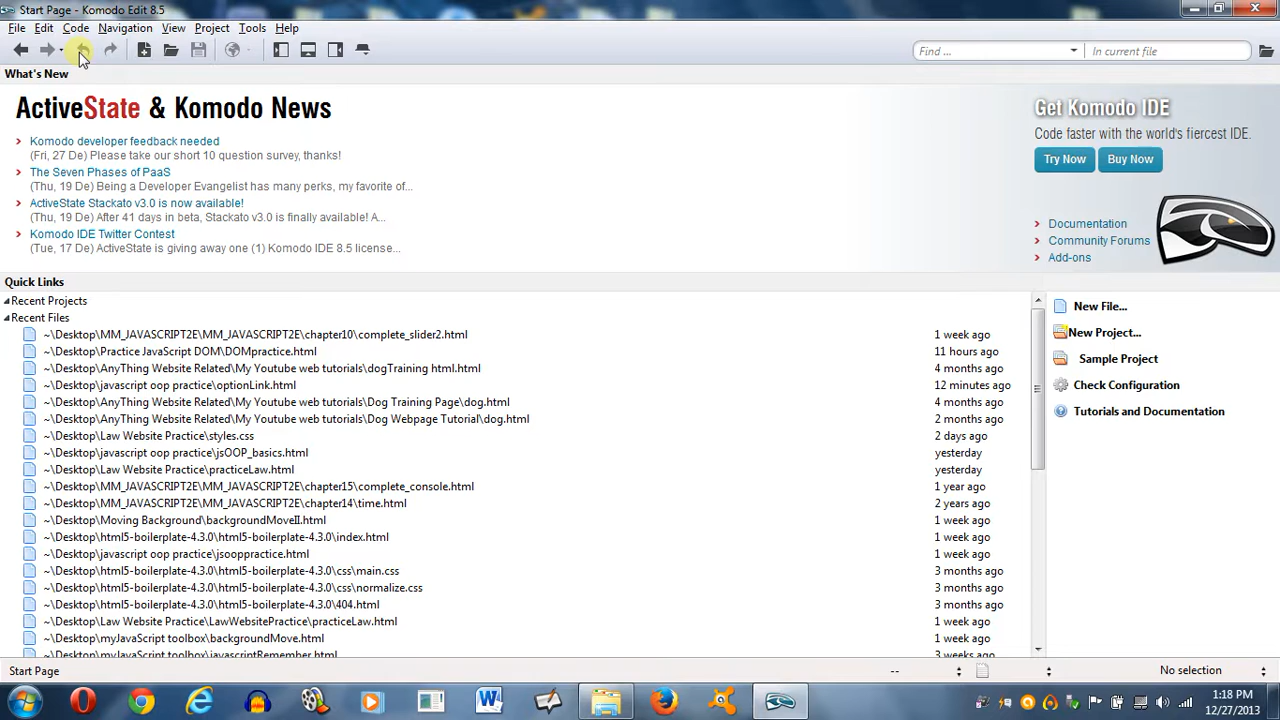 Start Page - Komodo Edit 8.5
File Edit Code Navigation View Project Tools Help
Find ... In current file
What's New
ActiveState & Komodo News
Komodo developer feedback needed
(Fri, 27 De) Please take our short 10 question survey, thanks!
The Seven Phases of PaaS
(Thu, 19 De) Being a Developer Evangelist has many perks, my favorite of...
ActiveState Stackato v3.0 is now available!
(Thu, 19 De) After 41 days in beta, Stackato v3.0 is finally available! A...
Komodo IDE Twitter Contest
(Tue, 17 De) ActiveState is giving away one (1) Komodo IDE 8.5 license...
Get Komodo IDE
Code faster with the world's fiercest IDE.
Try Now Buy Now
Documentation
Community Forums
Add-ons
Quick Links
Recent Projects
Recent Files
~\Desktop\MM_JAVASCRIPT2E\MM_JAVASCRIPT2E\chapter10\complete_slider2.html 1 week ago
~\Desktop\Practice JavaScript DOM\DOMpractice.html 11 hours ago
~\Desktop\AnyThing Website Related\My Youtube web tutorials\dogTraining html.html 4 months ago
~\Desktop\javascript oop practice\optionLink.html 12 minutes ago
~\Desktop\AnyThing Website Related\My Youtube web tutorials\Dog Training Page\dog.html 4 months ago
~\Desktop\AnyThing Website Related\My Youtube web tutorials\Dog Webpage Tutorial\dog.html 2 months ago
~\Desktop\Law Website Practice\styles.css 2 days ago
~\Desktop\javascript oop practice\jsOOP_basics.html yesterday
~\Desktop\Law Website Practice\practiceLaw.html yesterday
~\Desktop\MM_JAVASCRIPT2E\MM_JAVASCRIPT2E\chapter15\complete_console.html 1 year ago
~\Desktop\MM_JAVASCRIPT2E\MM_JAVASCRIPT2E\chapter14\time.html 2 years ago
~\Desktop\Moving Background\backgroundMoveII.html 1 week ago
~\Desktop\html5-boilerplate-4.3.0\html5-boilerplate-4.3.0\index.html 1 week ago
~\Desktop\javascript oop practice\jsooppractice.html 1 week ago
~\Desktop\html5-boilerplate-4.3.0\html5-boilerplate-4.3.0\css\main.css 3 months ago
~\Desktop\html5-boilerplate-4.3.0\html5-boilerplate-4.3.0\css\normalize.css 3 months ago
~\Desktop\html5-boilerplate-4.3.0\html5-boilerplate-4.3.0\404.html 3 months ago
~\Desktop\Law Website Practice\LawWebsitePractice\practiceLaw.html 1 week ago
~\Desktop\myJavaScript toolbox\backgroundMove.html 1 week ago
~\Desktop\myJavaScript toolbox\javascriptRemember.html 3 weeks ago
New File...
New Project...
Sample Project
Check Configuration
Tutorials and Documentation
Start Page -- No selection
1:18 PM
12/27/2013